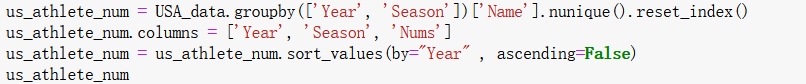 us_athlete_num = USA_data.groupby(['Year', 'Season'])['Name'].nunique().reset_index()
us_athlete_num.columns = ['Year', 'Season', 'Nums']
us_athlete_num = us_athlete_num.sort_values(by="Year" , ascending=False)
us_athlete_num